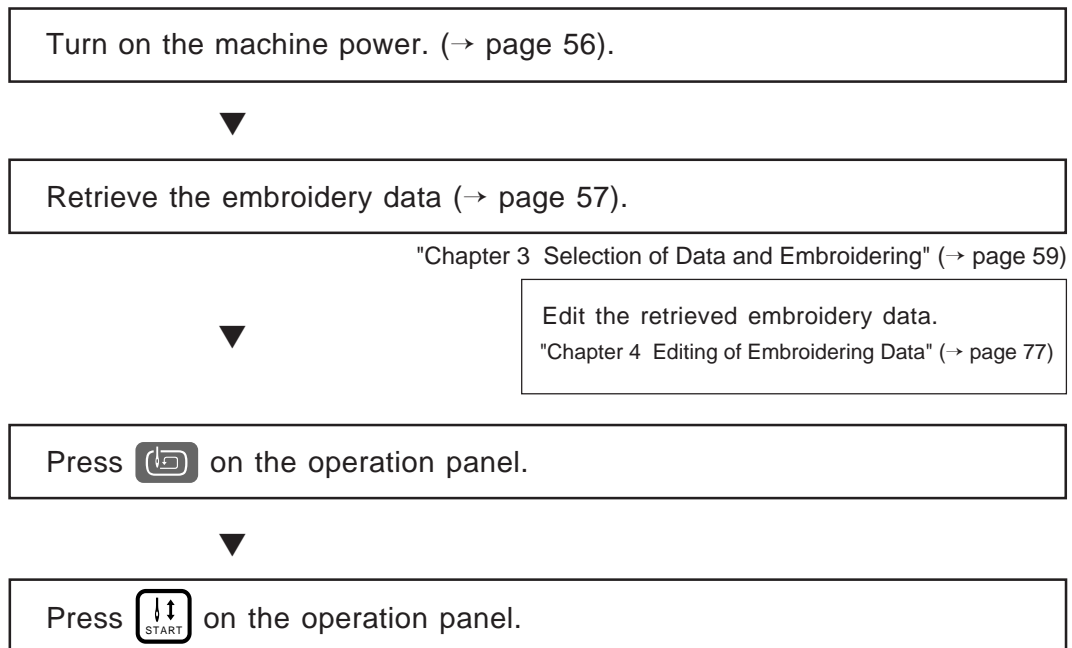 Turn on the machine power. (→ page 56).
▼
Retrieve the embroidery data (→ page 57).
"Chapter 3 Selection of Data and Embroidering" (→ page 59)
▼
Edit the retrieved embroidery data.
"Chapter 4 Editing of Embroidering Data" (→ page 77)
Press on the operation panel.
▼
Press START on the operation panel.